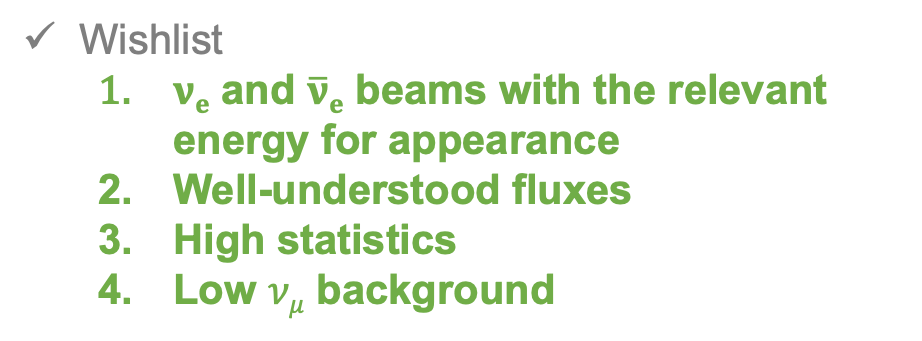 ✓ Wishlist
1. νₑ and ν̄ₑ beams with the relevant
energy for appearance
2. Well-understood fluxes
3. High statistics
4. Low ν_μ background